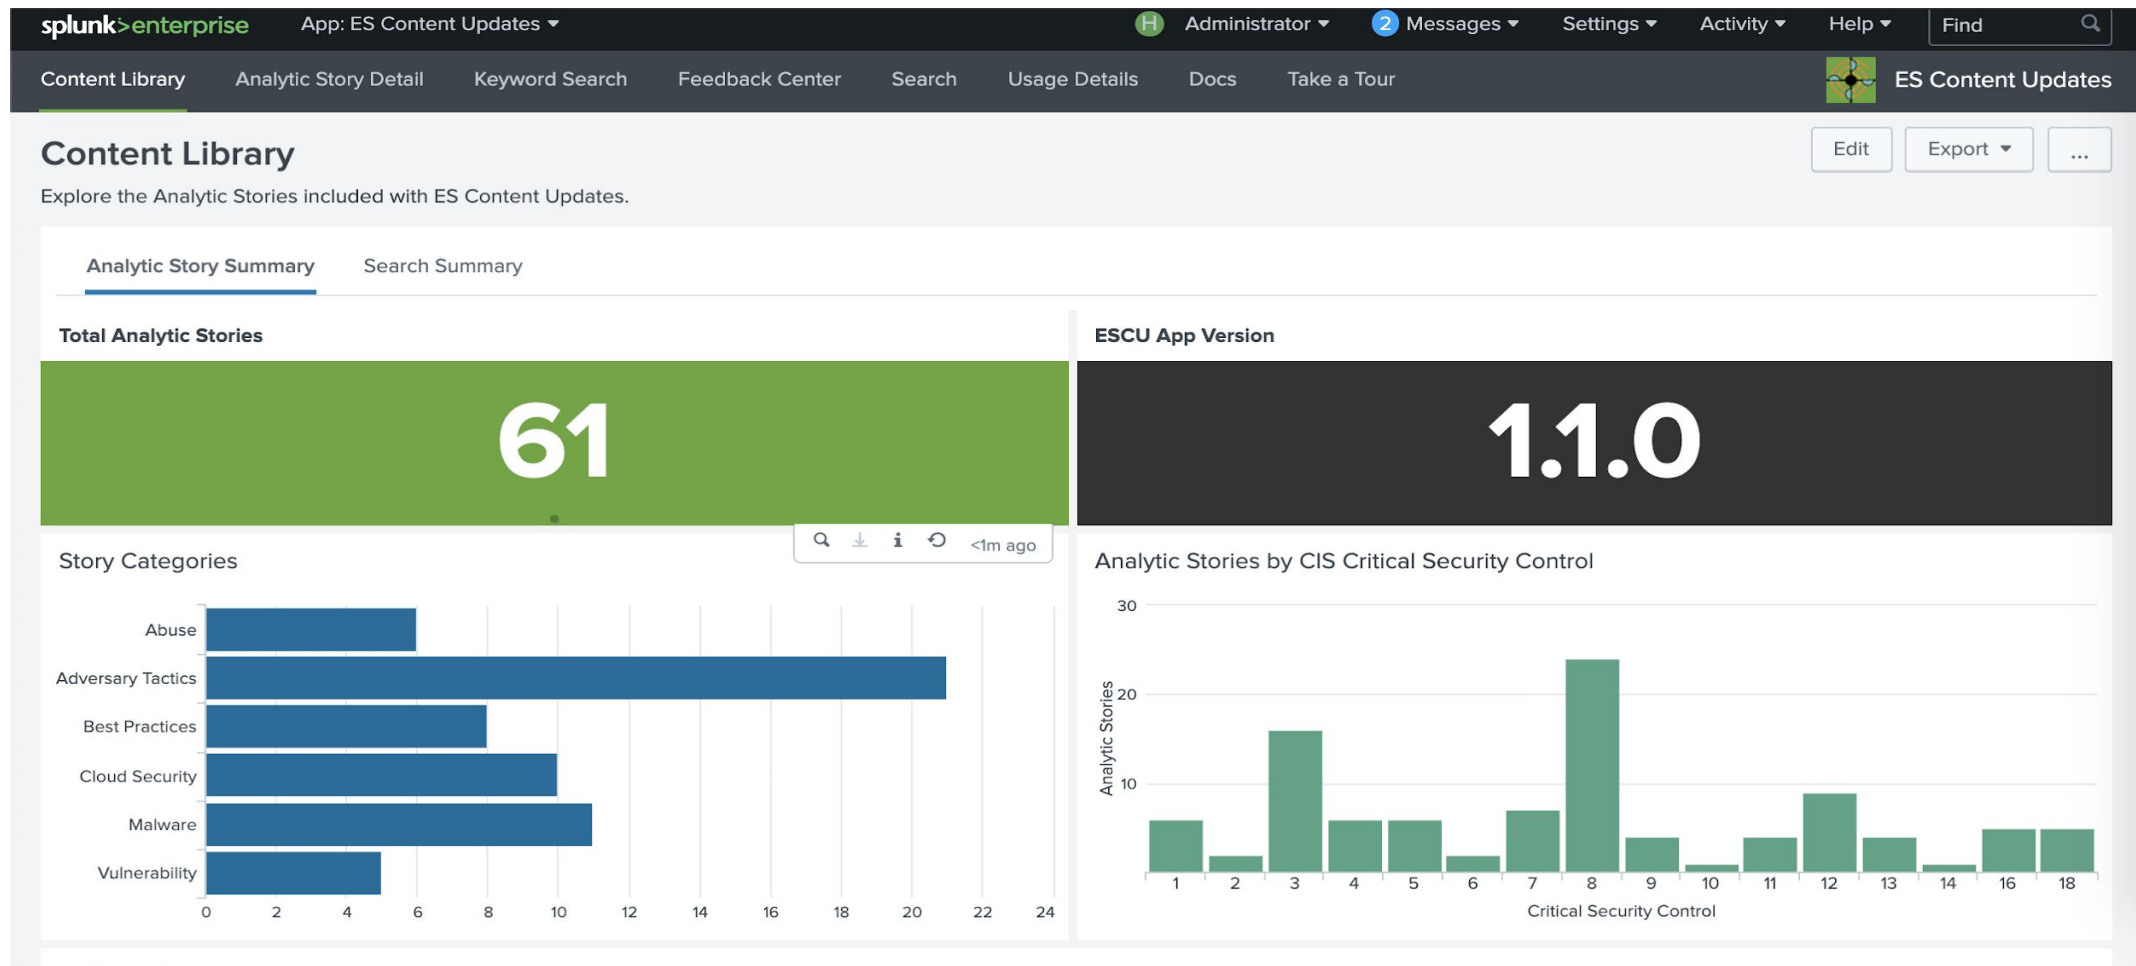 splunk>enterprise App: ES Content Updates H Administrator 2 Messages Settings Activity Help Find
Content Library Analytic Story Detail Keyword Search Feedback Center Search Usage Details Docs Take a Tour ES Content Updates
Content Library
Edit Export ...
Explore the Analytic Stories included with ES Content Updates.
Analytic Story Summary Search Summary
Total Analytic Stories
61
ESCU App Version
1.1.0
<1m ago
Story Categories
Abuse
Adversary Tactics
Best Practices
Cloud Security
Malware
Vulnerability
0 2 4 6 8 10 12 14 16 18 20 22 24
Analytic Stories by CIS Critical Security Control
30
20
10
Analytic Stories
1 2 3 4 5 6 7 8 9 10 11 12 13 14 16 18
Critical Security Control